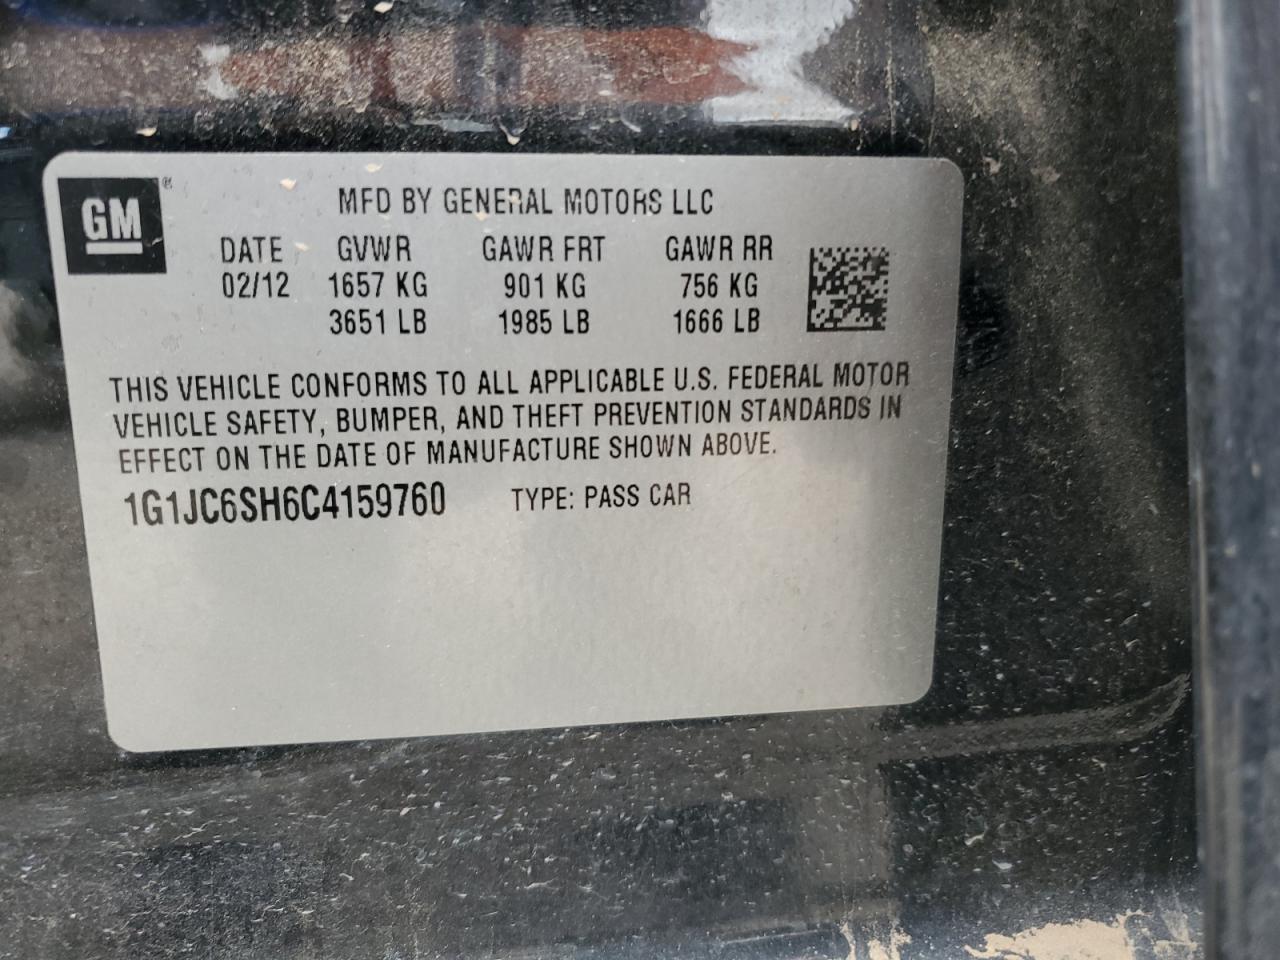 GM ®
MFD BY GENERAL MOTORS LLC
DATE GVWR GAWR FRT GAWR RR
02/12 1657 KG 901 KG 756 KG
3651 LB 1985 LB 1666 LB
THIS VEHICLE CONFORMS TO ALL APPLICABLE U.S. FEDERAL MOTOR
VEHICLE SAFETY, BUMPER, AND THEFT PREVENTION STANDARDS IN
EFFECT ON THE DATE OF MANUFACTURE SHOWN ABOVE.
1G1JC6SH6C4159760 TYPE: PASS CAR